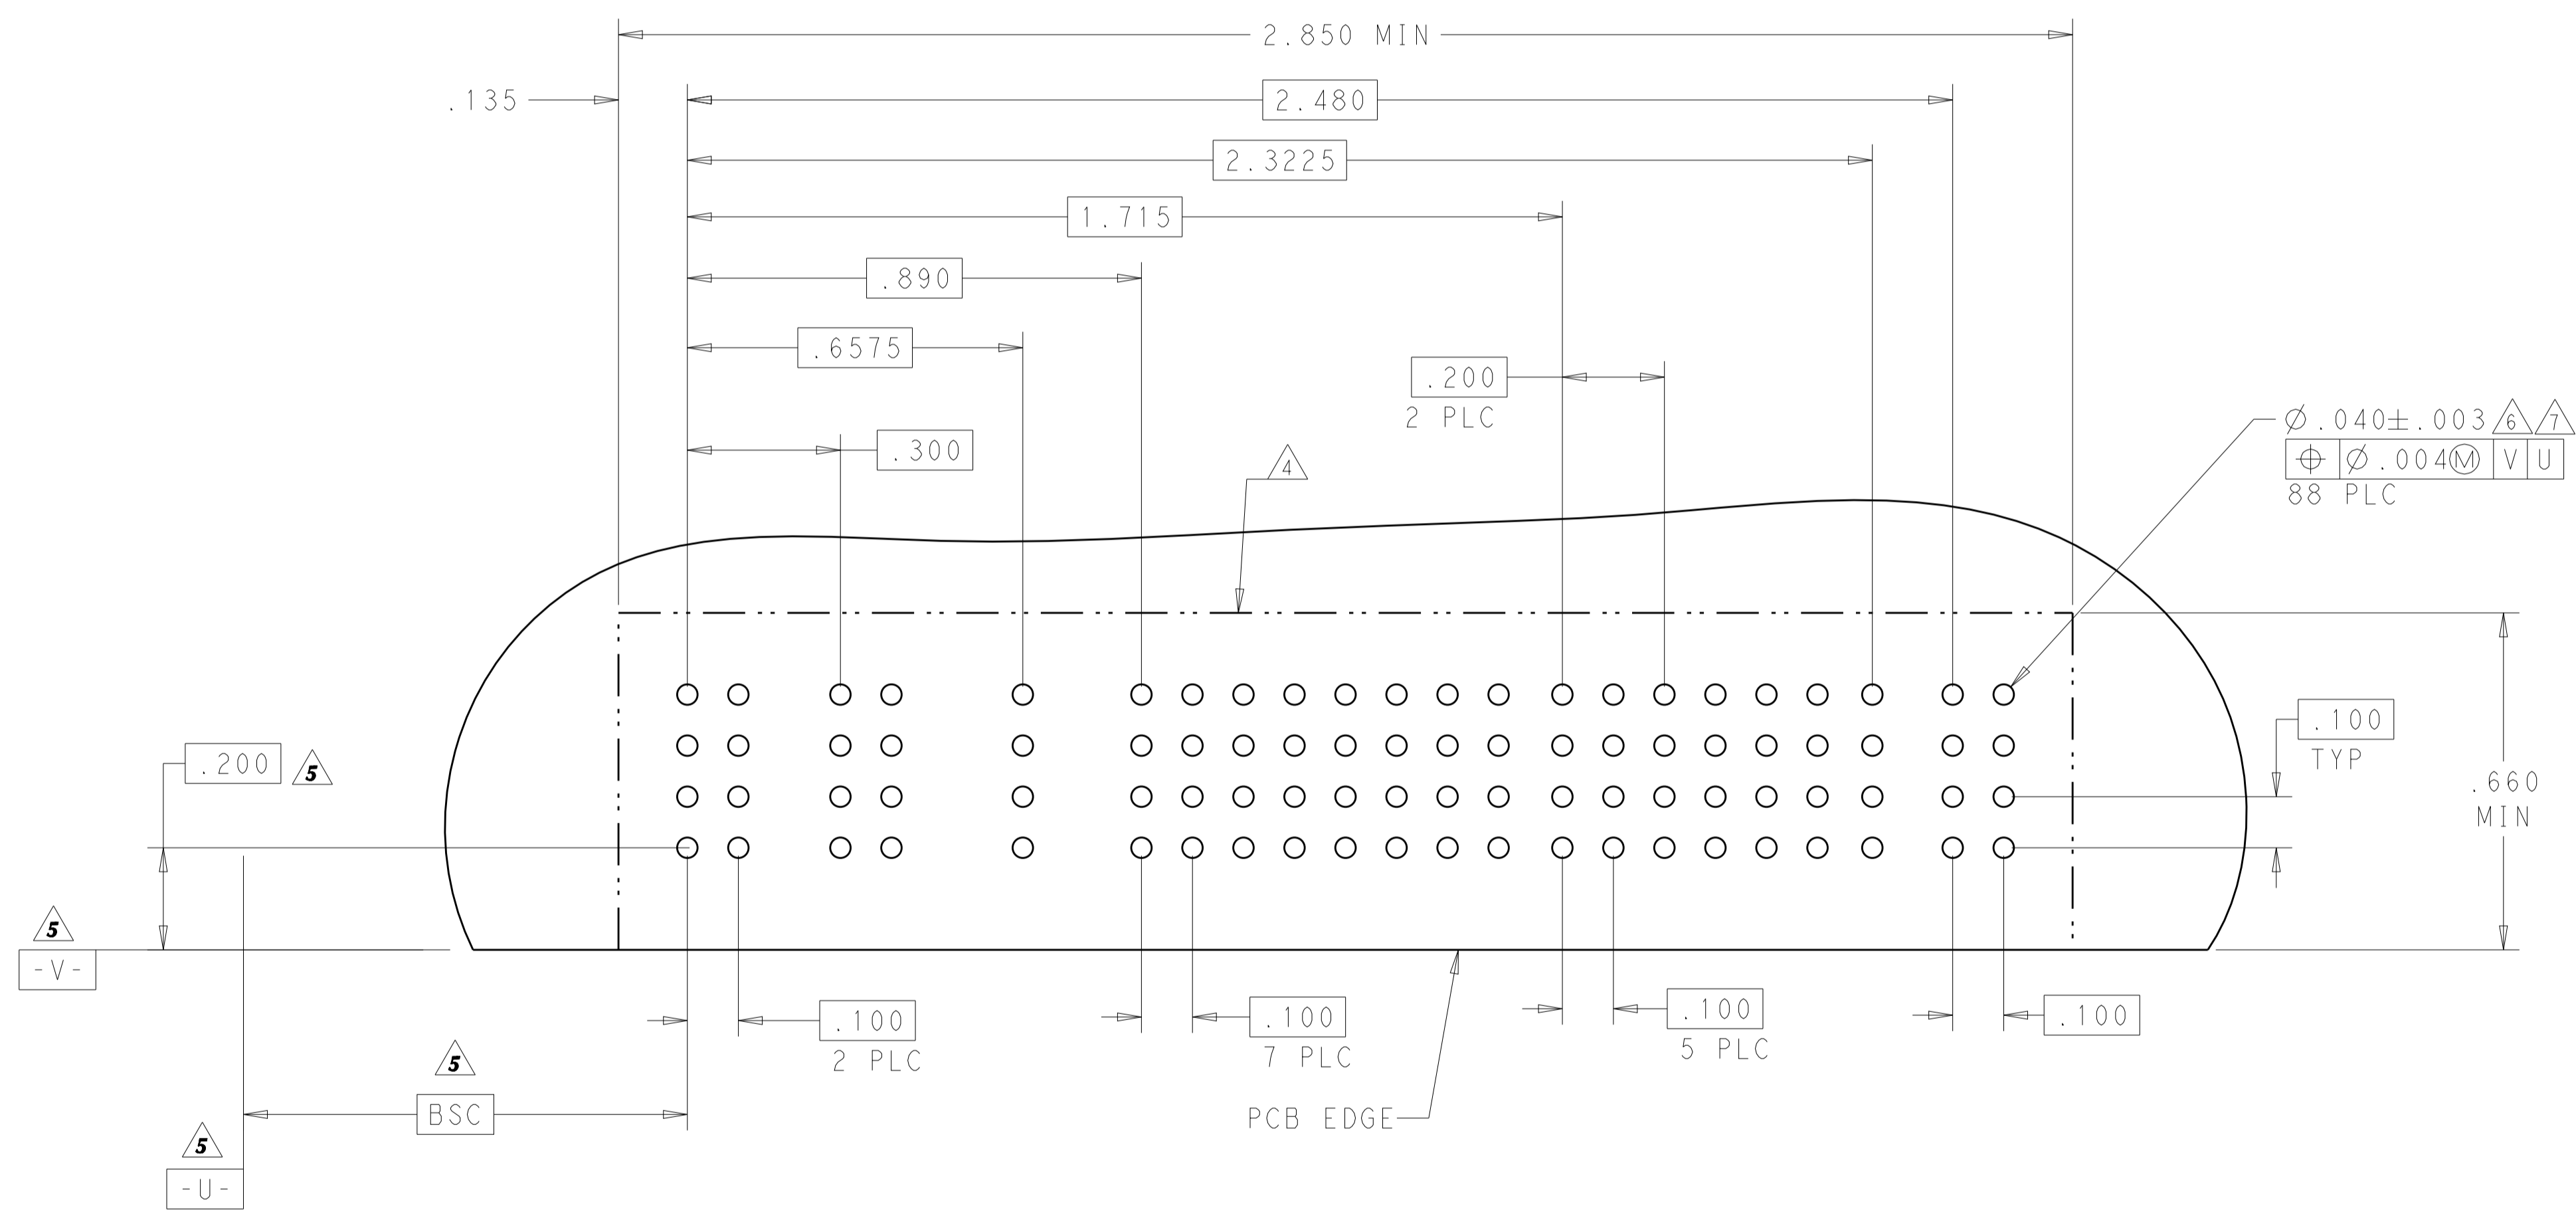 2.850 MIN
.135
2.480
2.3225
1.715
.890
.6575
.200
2 PLC
.300
4
Ø.040±.003 6 7
⌖ Ø.004Ⓜ V U
88 PLC
.100
TYP
.200 5
.660
MIN
5
-V-
.100
2 PLC
.100
7 PLC
.100
5 PLC
.100
5
BSC
PCB EDGE
5
-U-